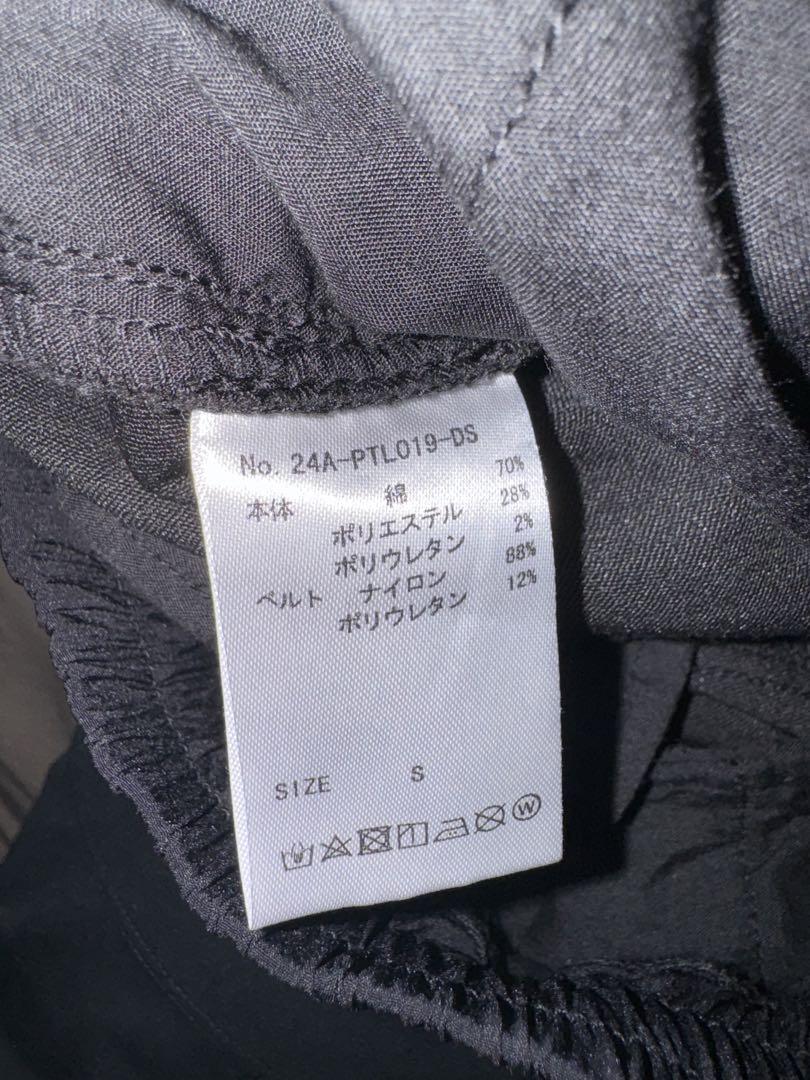 No. 24A-PTL019-DS
本体 綿 70%
ポリエステル 28%
ポリウレタン 2%
ベルト ナイロン 88%
ポリウレタン 12%
SIZE S
W